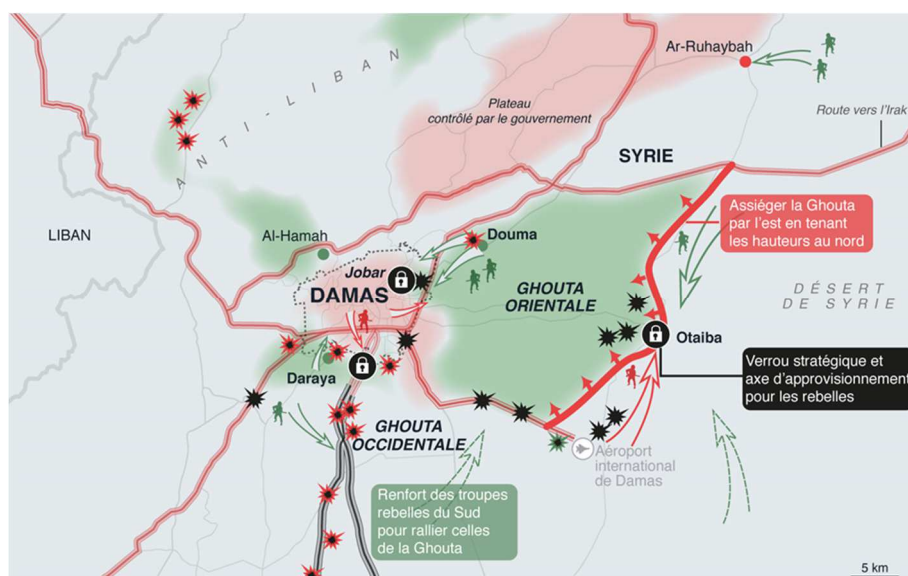 Ar-Ruhaybah
Plateau
contrôlé par le gouvernement
Route vers l'Irak
ANTI-LIBAN
SYRIE
Assiéger la Ghouta
par l'est en tenant
les hauteurs au nord
LIBAN
Al-Hamah
Douma
Jobar
DAMAS
GHOUTA
ORIENTALE
DÉSERT
DE SYRIE
Otaiba
Daraya
Verrou stratégique et
axe d'approvisionnement
pour les rebelles
GHOUTA
OCCIDENTALE
Aéroport
international
de Damas
Renfort des troupes
rebelles du Sud
pour rallier celles
de la Ghouta
5 km